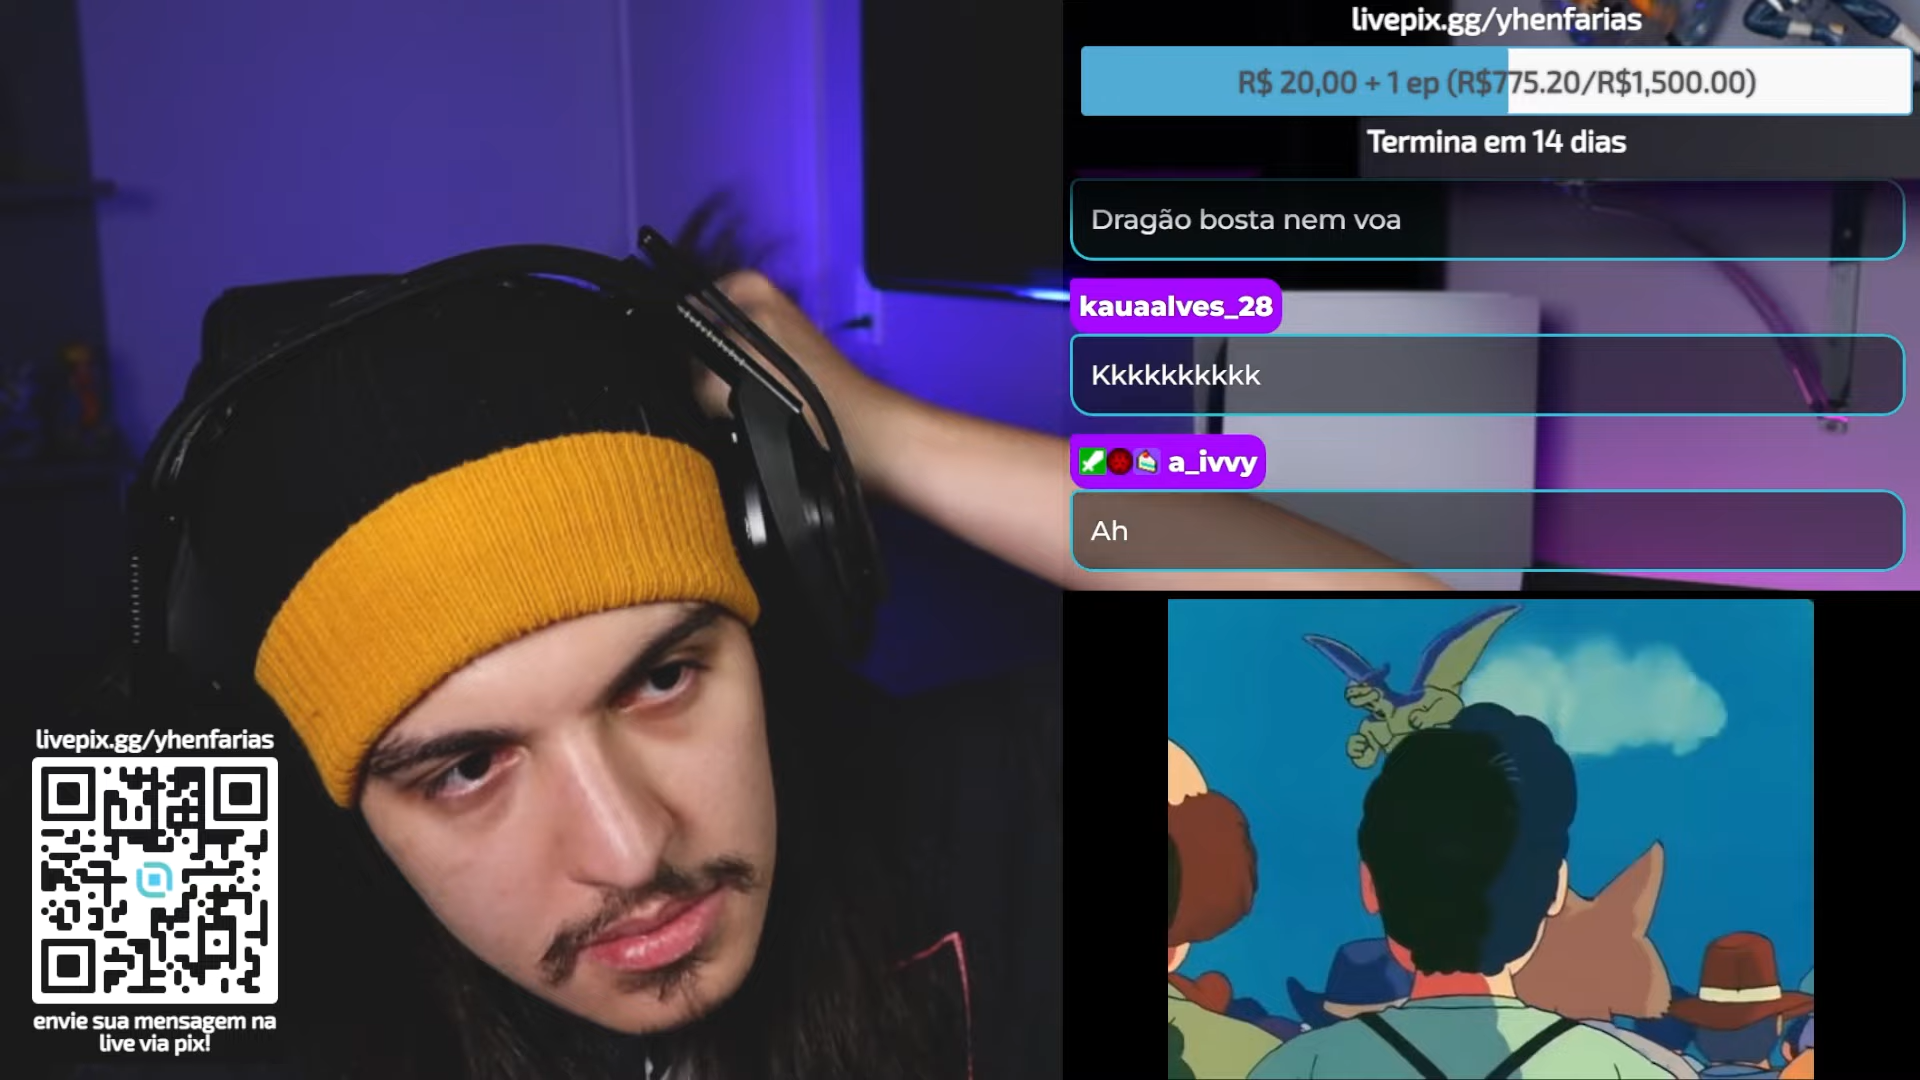 livepix.gg/yhenfarias
R$ 20,00 + 1 ep (R$775.20/R$1,500.00)
Termina em 14 dias
Dragão bosta nem voa
kauaalves_28
Kkkkkkkkkk
a_ivvy
Ah
livepix.gg/yhenfarias
envie sua mensagem na
live via pix!